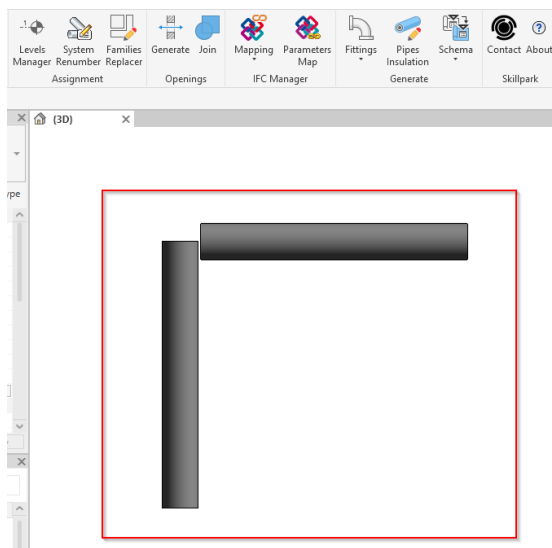 Levels Manager
System Renumber
Families Replacer
Generate
Join
Mapping
Parameters Map
Fittings
Pipes Insulation
Schema
Contact
About
Assignment
Openings
IFC Manager
Generate
Skillpark
(3D)